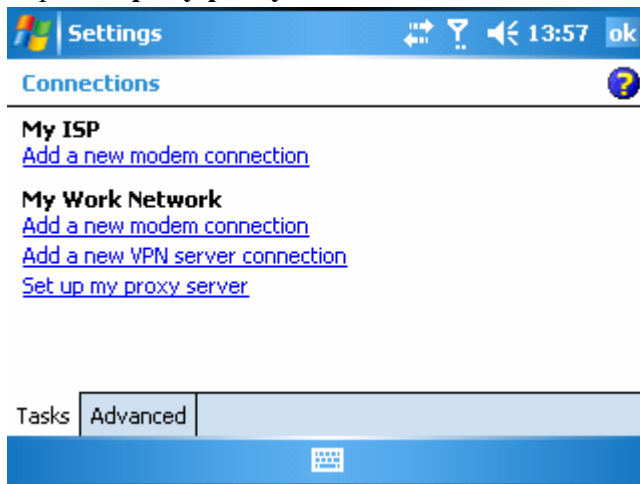 Settings 13:57 ok
Connections
?
My ISP
Add a new modem connection
My Work Network
Add a new modem connection
Add a new VPN server connection
Set up my proxy server
Tasks Advanced